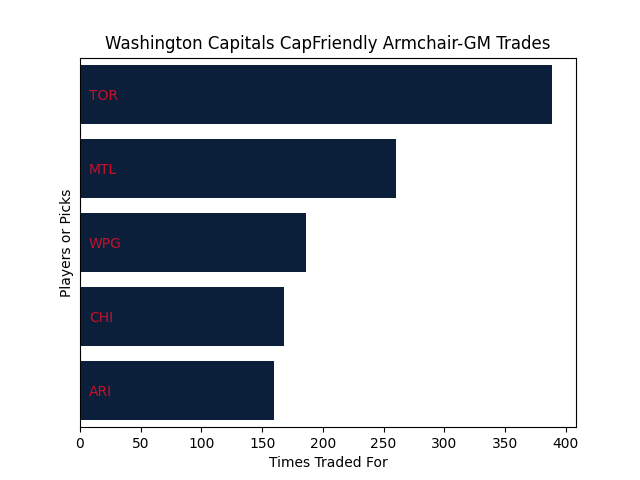 Washington Capitals CapFriendly Armchair-GM Trades
Players or Picks
TOR
MTL
WPG
CHI
ARI
0 50 100 150 200 250 300 350 400
Times Traded For